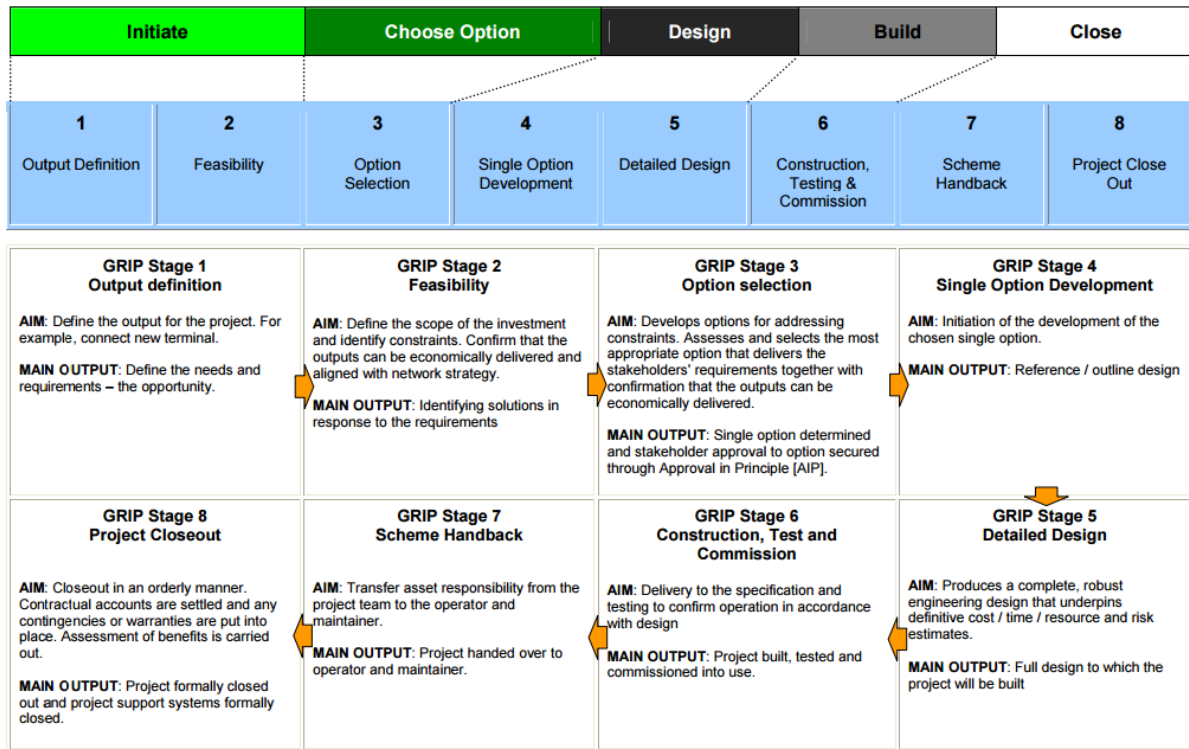 Initiate
Choose Option
Design
Build
Close
1
Output Definition
2
Feasibility
3
Option
Selection
4
Single Option
Development
5
Detailed Design
6
Construction,
Testing &
Commission
7
Scheme
Handback
8
Project Close
Out
GRIP Stage 1
Output definition
AIM: Define the output for the project. For
example, connect new terminal.
MAIN OUTPUT: Define the needs and
requirements – the opportunity.
GRIP Stage 2
Feasibility
AIM: Define the scope of the investment
and identify constraints. Confirm that the
outputs can be economically delivered and
aligned with network strategy.
MAIN OUTPUT: Identifying solutions in
response to the requirements
GRIP Stage 3
Option selection
AIM: Develops options for addressing
constraints. Assesses and selects the most
appropriate option that delivers the
stakeholders' requirements together with
confirmation that the outputs can be
economically delivered.
MAIN OUTPUT: Single option determined
and stakeholder approval to option secured
through Approval in Principle [AIP].
GRIP Stage 4
Single Option Development
AIM: Initiation of the development of the
chosen single option.
MAIN OUTPUT: Reference / outline design
GRIP Stage 8
Project Closeout
AIM: Closeout in an orderly manner.
Contractual accounts are settled and any
contingencies or warranties are put into
place. Assessment of benefits is carried
out.
MAIN OUTPUT: Project formally closed
out and project support systems formally
closed.
GRIP Stage 7
Scheme Handback
AIM: Transfer asset responsibility from the
project team to the operator and
maintainer.
MAIN OUTPUT: Project handed over to
operator and maintainer.
GRIP Stage 6
Construction, Test and
Commission
AIM: Delivery to the specification and
testing to confirm operation in accordance
with design
MAIN OUTPUT: Project built, tested and
commissioned into use.
GRIP Stage 5
Detailed Design
AIM: Produces a complete, robust
engineering design that underpins
definitive cost / time / resource and risk
estimates.
MAIN OUTPUT: Full design to which the
project will be built